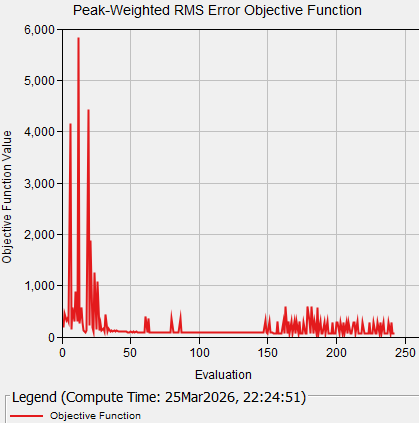 Peak-Weighted RMS Error Objective Function
6,000
5,000
4,000
3,000
2,000
1,000
0
Objective Function Value
0 50 100 150 200 250
Evaluation
Legend (Compute Time: 25Mar2026, 22:24:51)
Objective Function